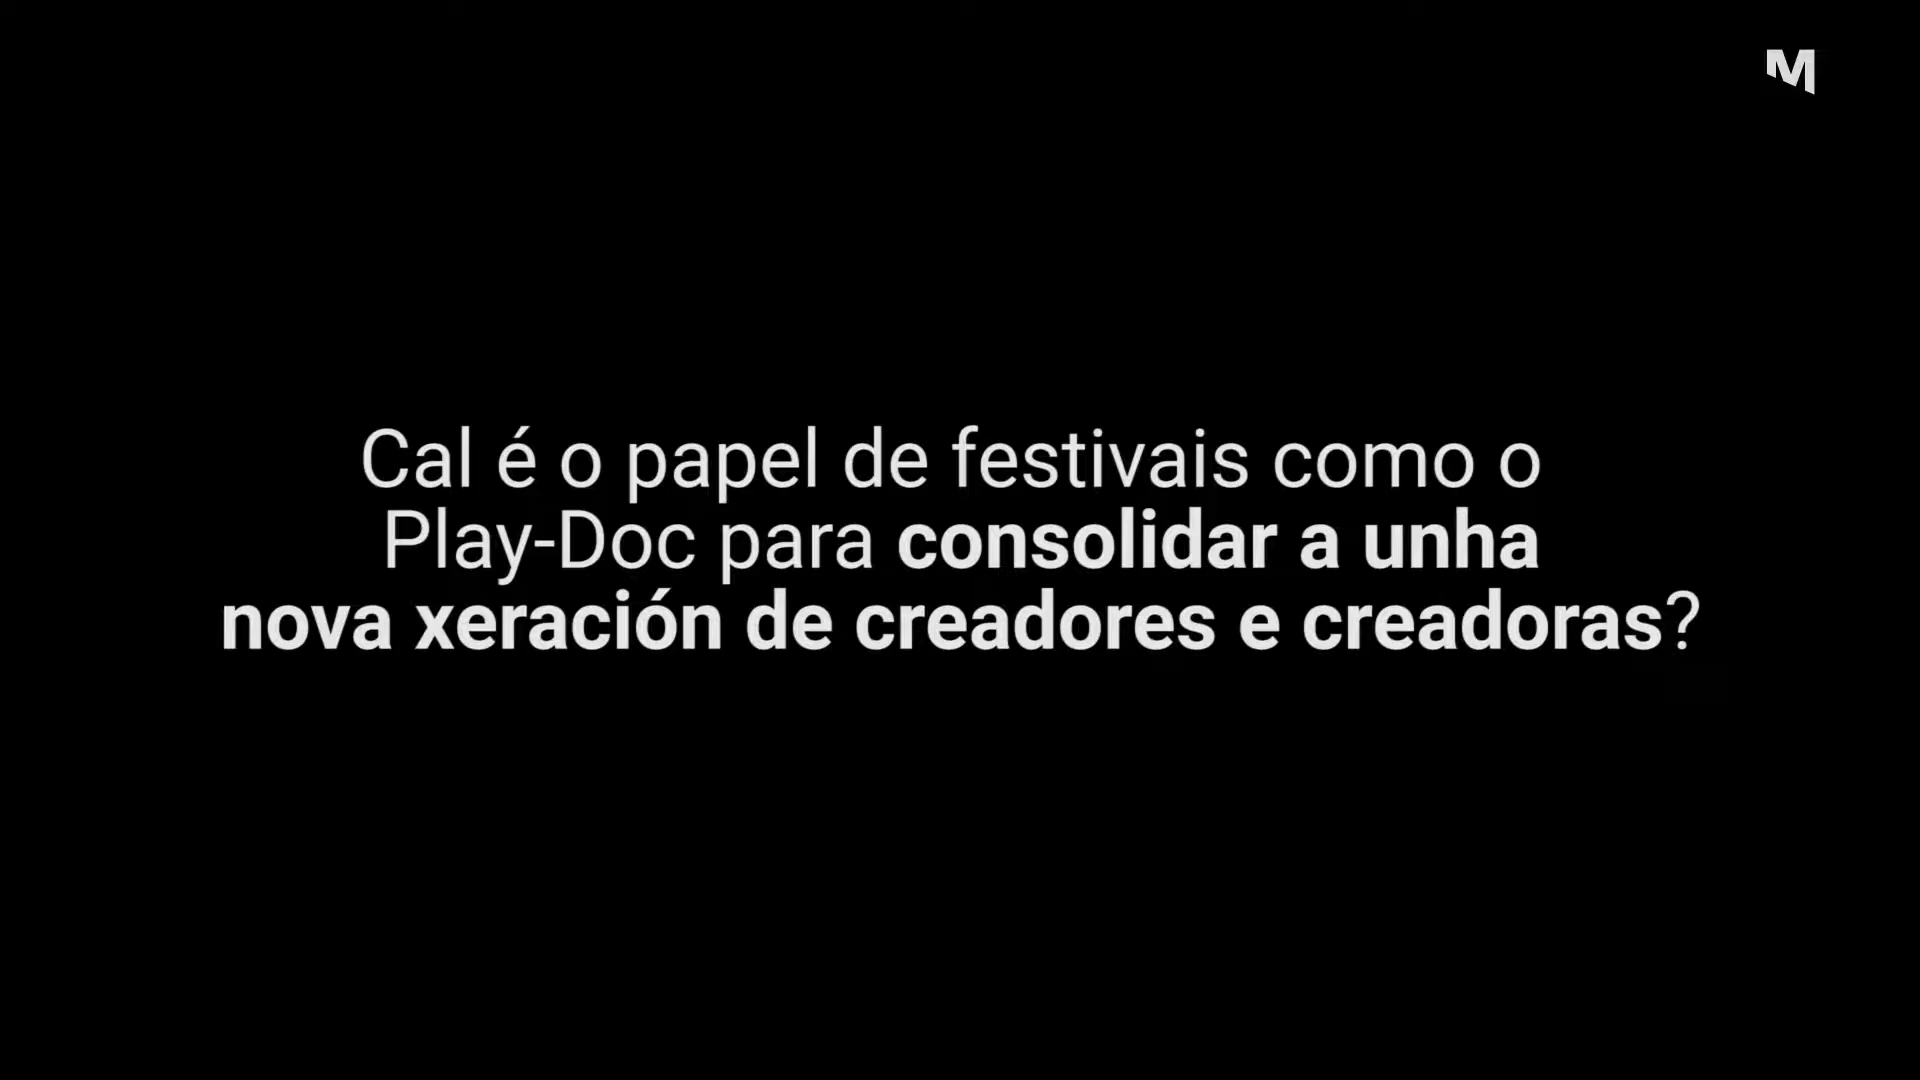 M
Cal é o papel de festivais como o
Play-Doc para consolidar a unha
nova xeración de creadores e creadoras?